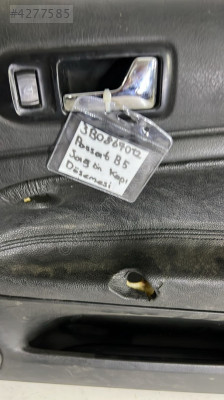 #4277585
3B0867012
Passat B5
Sağ ön Kapı
Döşemesi